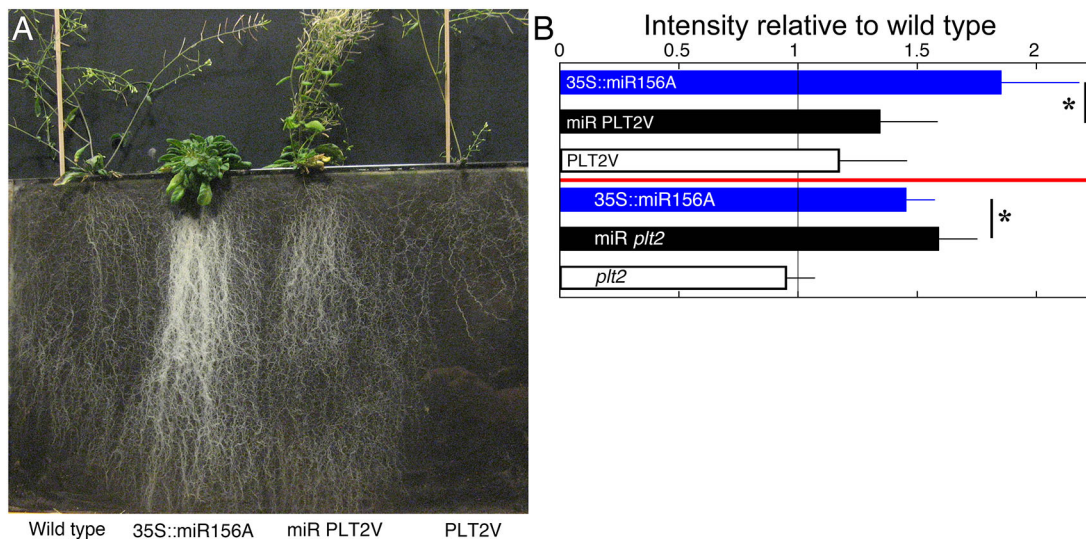 A
Wild type 35S::miR156A miR PLT2V PLT2V
B
Intensity relative to wild type
0 0.5 1 1.5 2
35S::miR156A
*
miR PLT2V
PLT2V
35S::miR156A
*
miR plt2
plt2